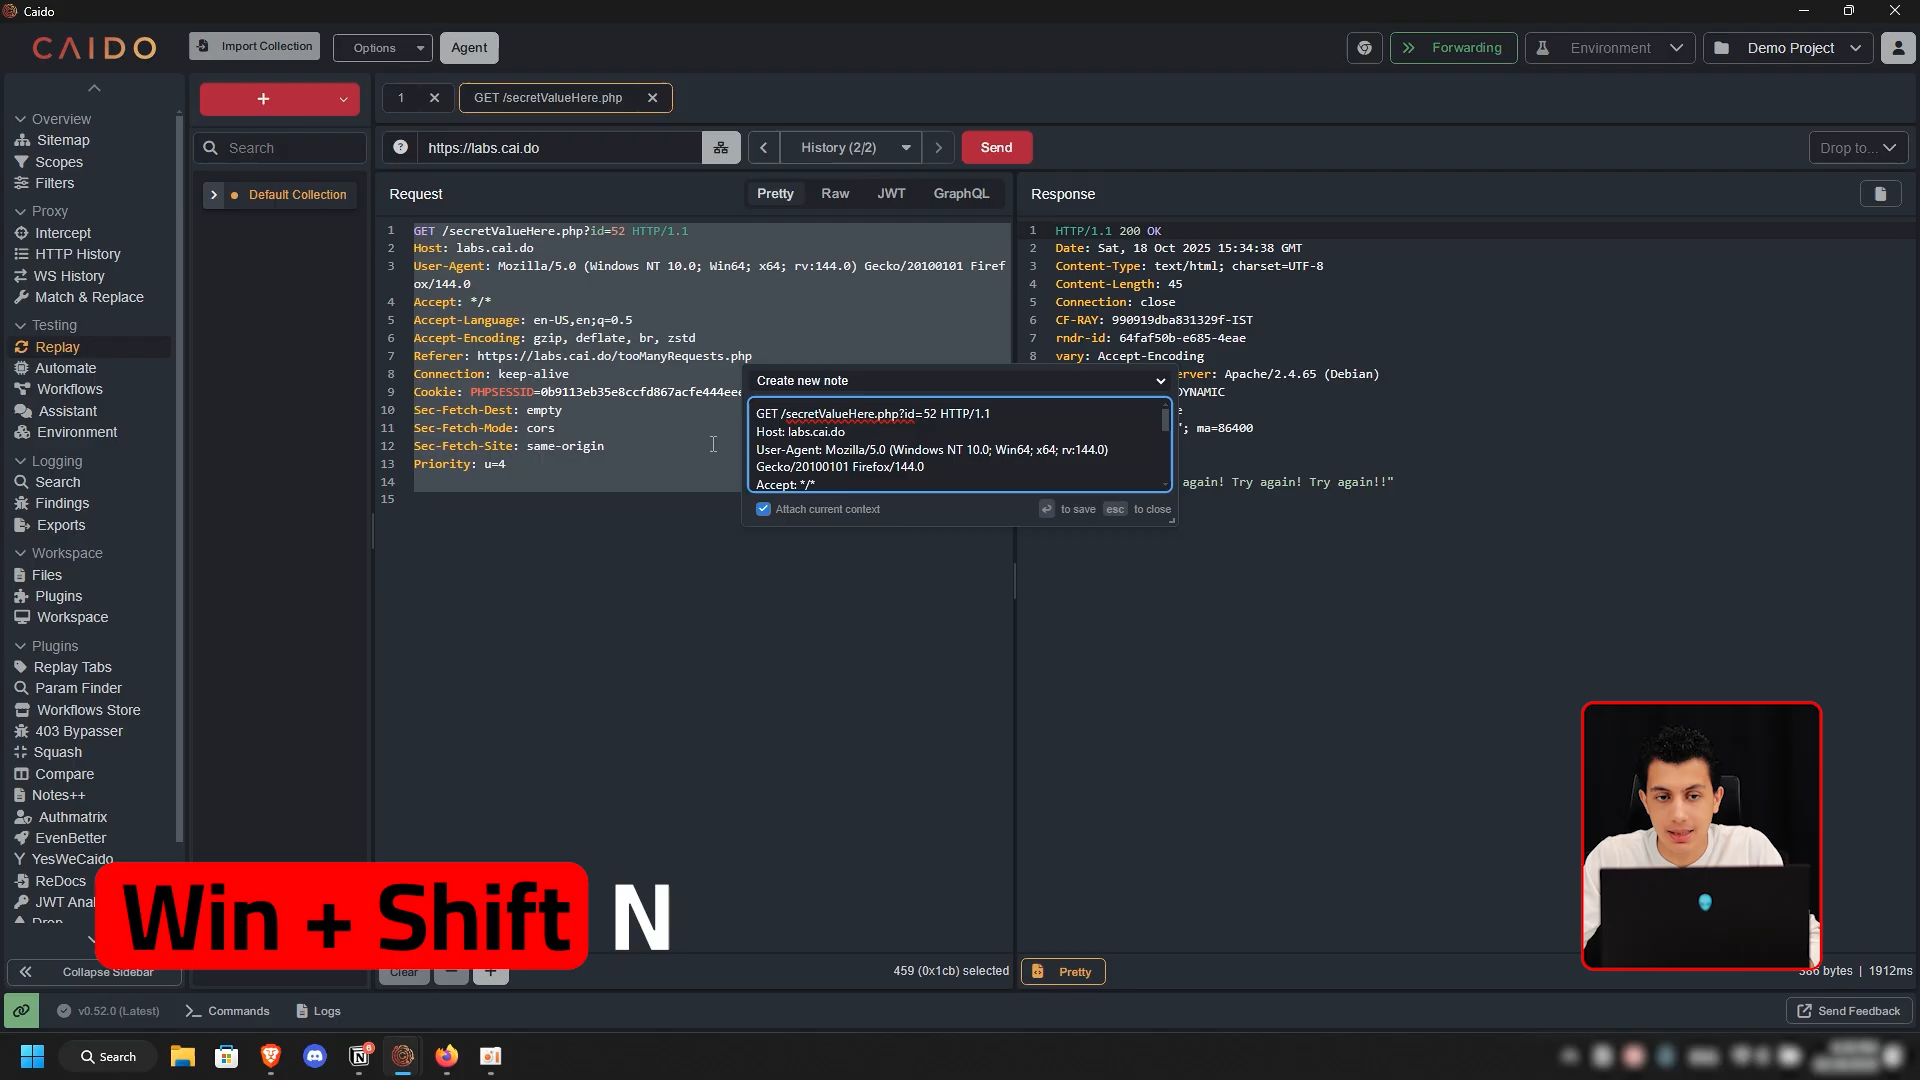 Caido
CAIDO
Import Collection
Options
Agent
Forwarding
Environment
Demo Project
Overview
Sitemap
Scopes
Filters
Proxy
Intercept
HTTP History
WS History
Match & Replace
Testing
Replay
Automate
Workflows
Assistant
Environment
Logging
Search
Findings
Exports
Workspace
Files
Plugins
Workspace
Plugins
Replay Tabs
Param Finder
Workflows Store
403 Bypasser
Squash
Compare
Notes++
Authmatrix
EvenBetter
YesWeCaido
ReDocs
JWT Anal
Drop
Collapse Sidebar
+
Search
Default Collection
1
GET /secretValueHere.php
https://labs.cai.do
History (2/2)
Send
Drop to...
Request
Pretty
Raw
JWT
GraphQL
1 GET /secretValueHere.php?id=52 HTTP/1.1
2 Host: labs.cai.do
3 User-Agent: Mozilla/5.0 (Windows NT 10.0; Win64; x64; rv:144.0) Gecko/20100101 Firef
ox/144.0
4 Accept: */*
5 Accept-Language: en-US,en;q=0.5
6 Accept-Encoding: gzip, deflate, br, zstd
7 Referer: https://labs.cai.do/tooManyRequests.php
8 Connection: keep-alive
9 Cookie: PHPSESSID=0b9113eb35e8ccfd867acfe444eee
10 Sec-Fetch-Dest: empty
11 Sec-Fetch-Mode: cors
12 Sec-Fetch-Site: same-origin
13 Priority: u=4
14
15
Response
1 HTTP/1.1 200 OK
2 Date: Sat, 18 Oct 2025 15:34:38 GMT
3 Content-Type: text/html; charset=UTF-8
4 Content-Length: 45
5 Connection: close
6 CF-RAY: 990919dba831329f-IST
7 rndr-id: 64faf50b-e685-4eae
8 vary: Accept-Encoding
erver: Apache/2.4.65 (Debian)
DYNAMIC
e
"; ma=86400
again! Try again! Try again!!"
Create new note
GET /secretValueHere.php?id=52 HTTP/1.1
Host: labs.cai.do
User-Agent: Mozilla/5.0 (Windows NT 10.0; Win64; x64; rv:144.0)
Gecko/20100101 Firefox/144.0
Accept: */*
Attach current context
to save esc to close
Win + Shift N
Clear
459 (0x1cb) selected
Pretty
386 bytes | 1912ms
v0.52.0 (Latest)
Commands
Logs
Send Feedback
Search
6